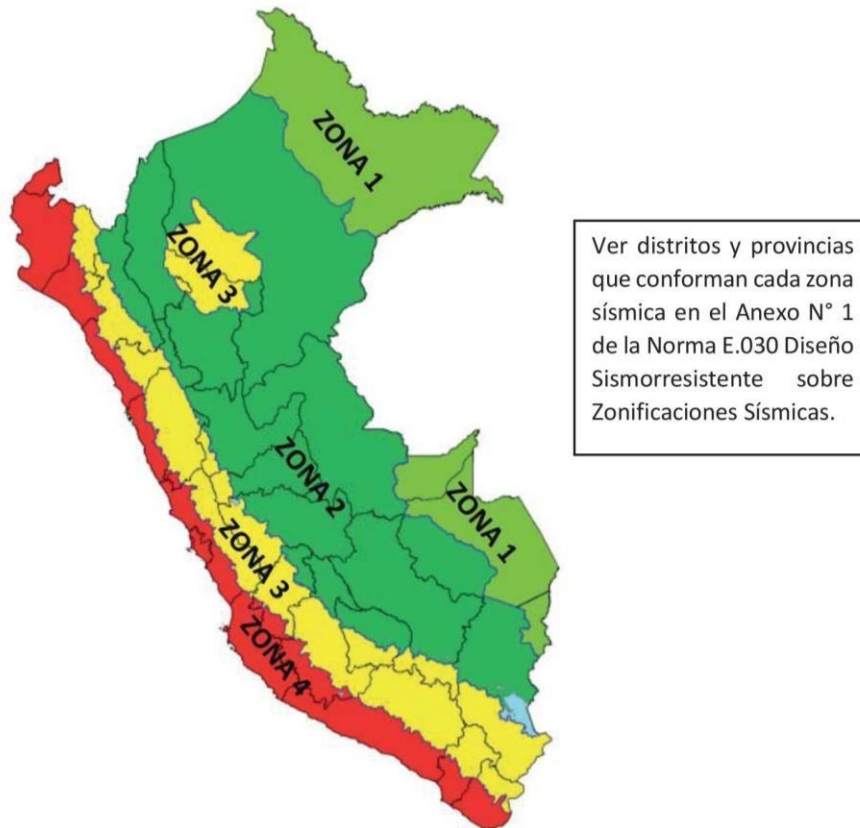 ZONA 1
ZONA 3
ZONA 2
ZONA 1
ZONA 3
ZONA 4
Ver distritos y provincias
que conforman cada zona
sísmica en el Anexo N° 1
de la Norma E.030 Diseño
Sismorresistente sobre
Zonificaciones Sísmicas.